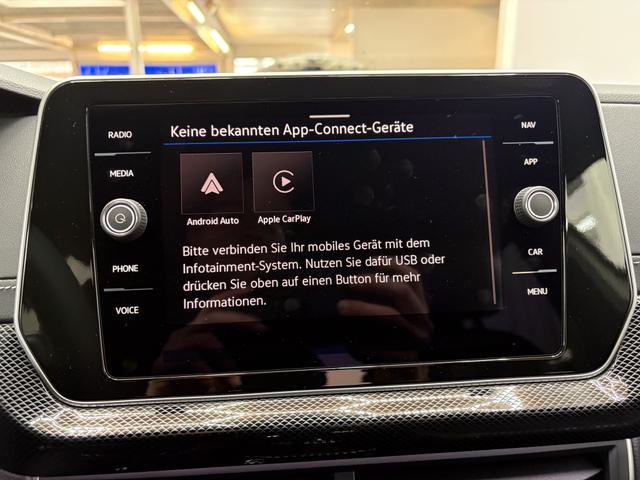 RADIO
MEDIA
PHONE
VOICE
Keine bekannten App-Connect-Geräte
Android Auto
Apple CarPlay
Bitte verbinden Sie Ihr mobiles Gerät mit dem
Infotainment-System. Nutzen Sie dafür USB oder
drücken Sie oben auf einen Button für mehr
Informationen.
NAV
APP
CAR
MENU